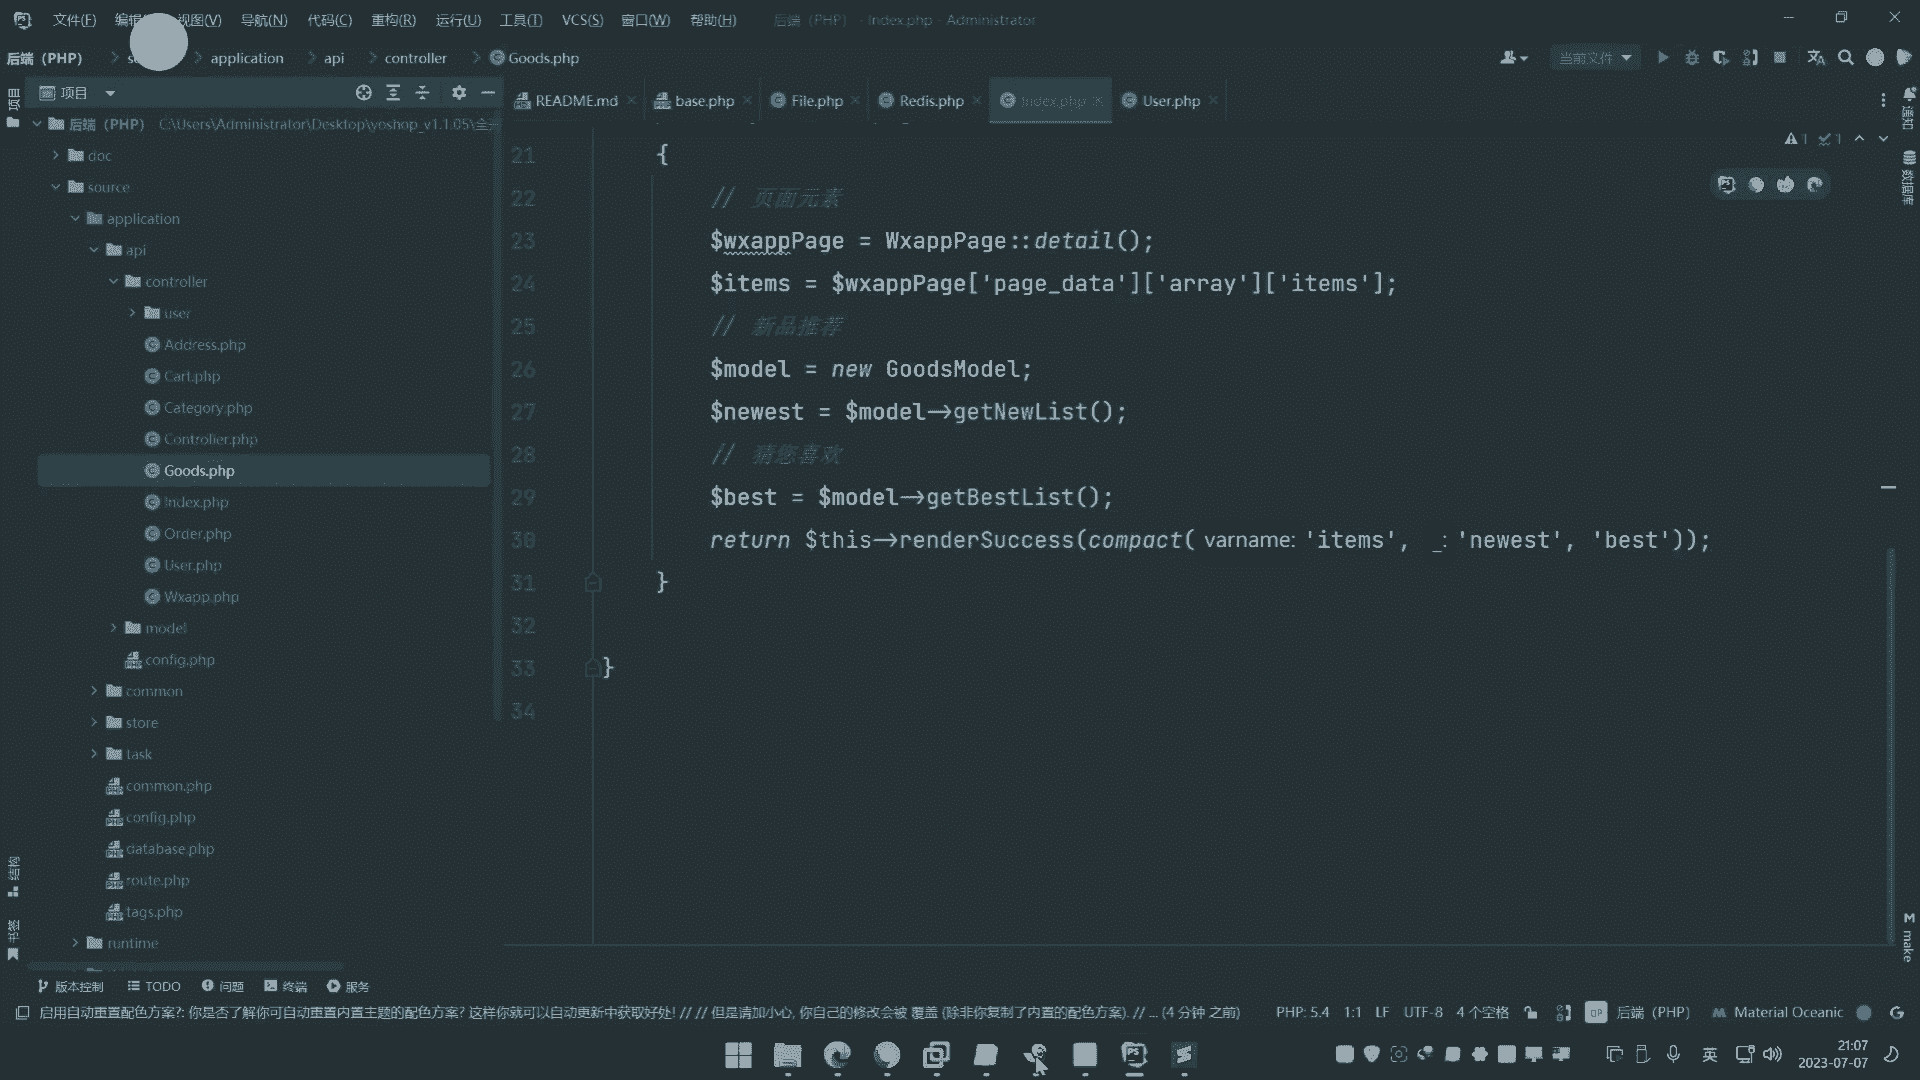 文件(F) 编辑 视图(V) 导航(N) 代码(C) 重构(R) 运行(U) 工具(T) VCS(S) 窗口(W) 帮助(H) 后端 (PHP) - Index.php - Administrator
后端 (PHP) application api controller Goods.php
当前文件
项目
README.md base.php File.php Redis.php Index.php User.php
后端 (PHP) C:\Users\Administrator\Desktop\yoshop_v1.1.05\
doc
source
application
api
controller
user
Address.php
Cart.php
Category.php
Controller.php
Goods.php
Index.php
Order.php
User.php
Wxapp.php
model
config.php
common
store
task
common.php
config.php
database.php
route.php
tags.php
runtime
21 {
22 // 页面元素
23 $wxappPage = WxappPage::detail();
24 $items = $wxappPage['page_data']['array']['items'];
25 // 新品推荐
26 $model = new GoodsModel;
27 $newest = $model→getNewList();
28 // 猜您喜欢
29 $best = $model→getBestList();
30 return $this→renderSuccess(compact( varname: 'items', _: 'newest', 'best'));
31 }
32
33 }
34
1 1
项目
结构
书签
通知
数据库
make
版本控制 TODO 问题 终端 服务
启用自动重置配色方案?: 你是否了解你可自动重置内置主题的配色方案? 这样你就可以自动更新中获取好处! // // 但是请加小心, 你自己的修改会被 覆盖 (除非你复制了内置的配色方案). // ... (4 分钟 之前) PHP: 5.4 1:1 LF UTF-8 4 个空格 后端 (PHP) Material Oceanic
英 21:07
2023-07-07